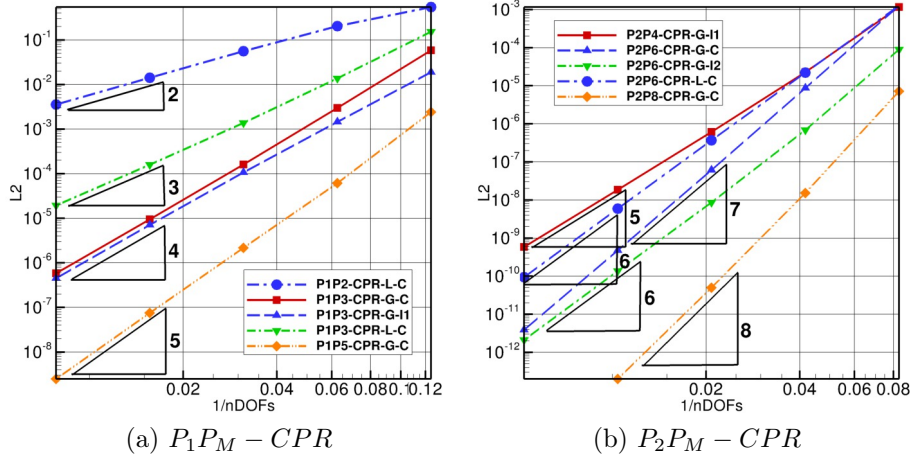 10^-1
10^-2
10^-3
10^-4
10^-5
10^-6
10^-7
10^-8
L2
2
3
4
5
P1P2-CPR-L-C
P1P3-CPR-G-C
P1P3-CPR-G-I1
P1P3-CPR-L-C
P1P5-CPR-G-C
0.02 0.04 0.06 0.08 0.10 0.12
1/nDOFs
(a) P_1P_M − CPR
10^-3
10^-4
10^-5
10^-6
10^-7
10^-8
10^-9
10^-10
10^-11
10^-12
L2
P2P4-CPR-G-I1
P2P6-CPR-G-C
P2P6-CPR-G-I2
P2P6-CPR-L-C
P2P8-CPR-G-C
5
7
6
6
8
0.02 0.04 0.06 0.08
1/nDOFs
(b) P_2P_M − CPR